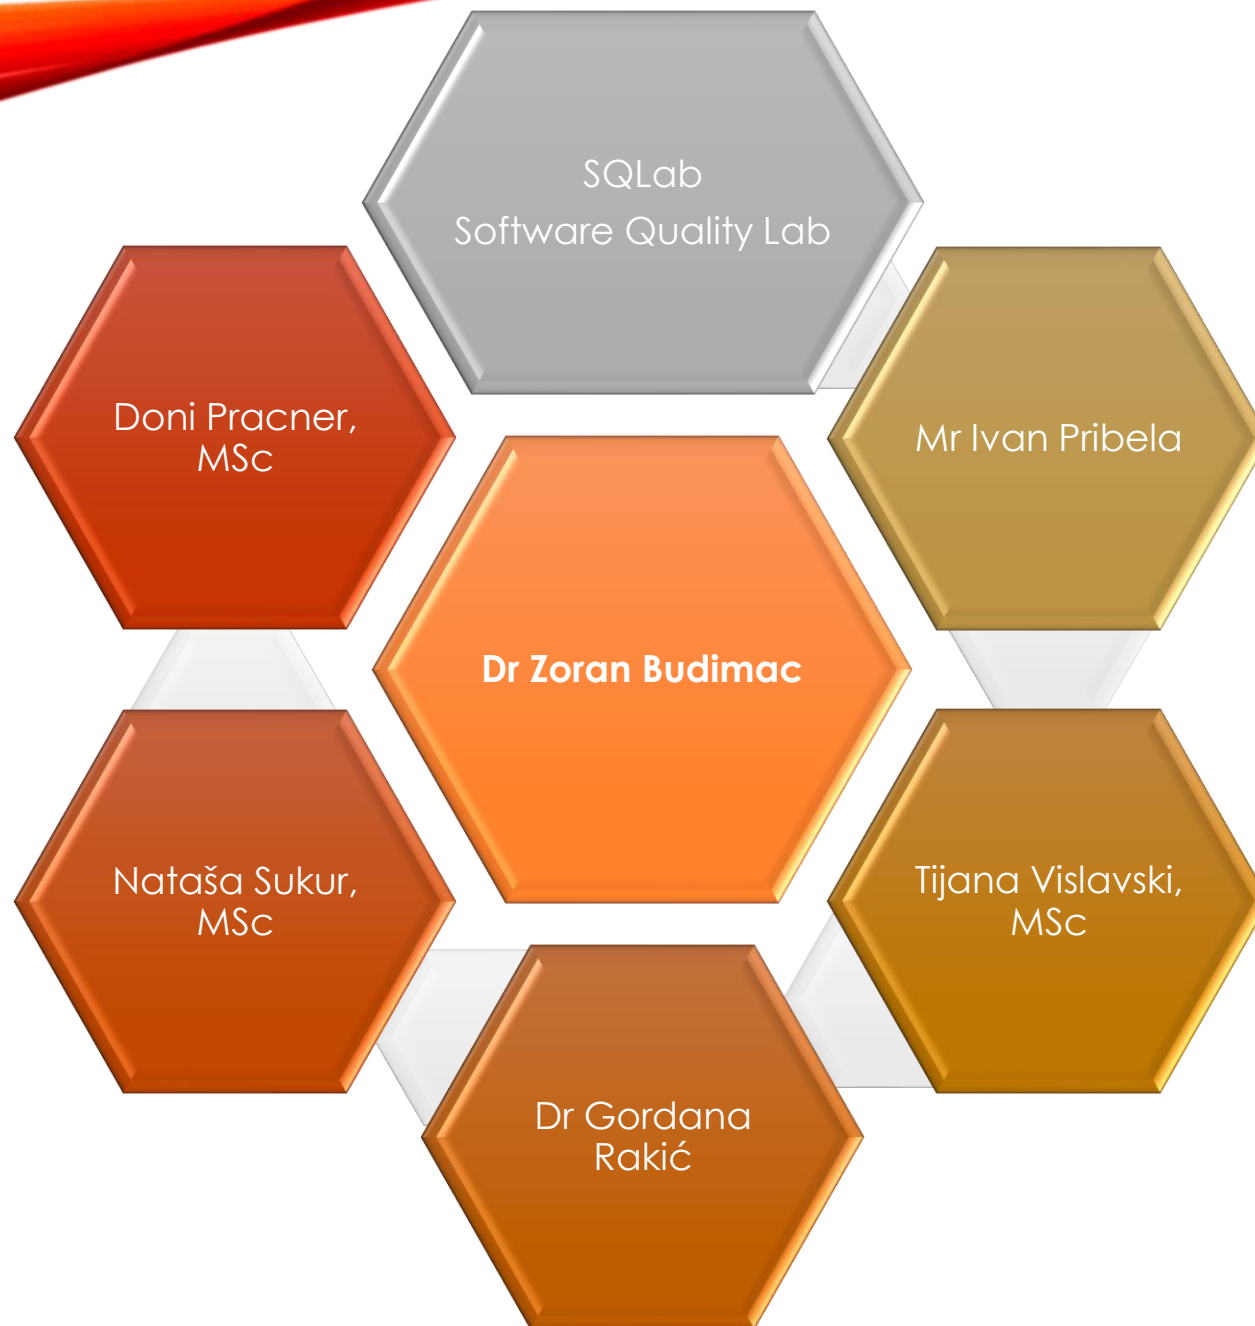 SQLab
Software Quality Lab
Doni Pracner,
MSc
Mr Ivan Pribela
Dr Zoran Budimac
Nataša Sukur,
MSc
Tijana Vislavski,
MSc
Dr Gordana
Rakić